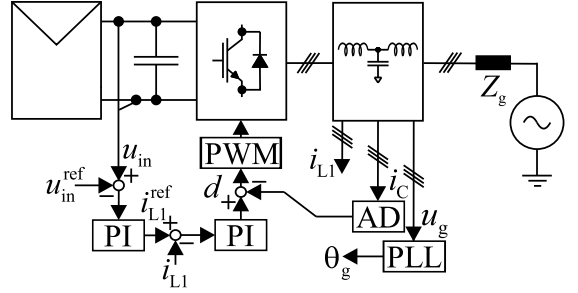 Z_g
u_in
PWM
i_L1
i_C
u_in^ref
+
−
i_L1^ref
d
−
+
AD
u_g
PI
+
−
PI
θ_g
PLL
i_L1